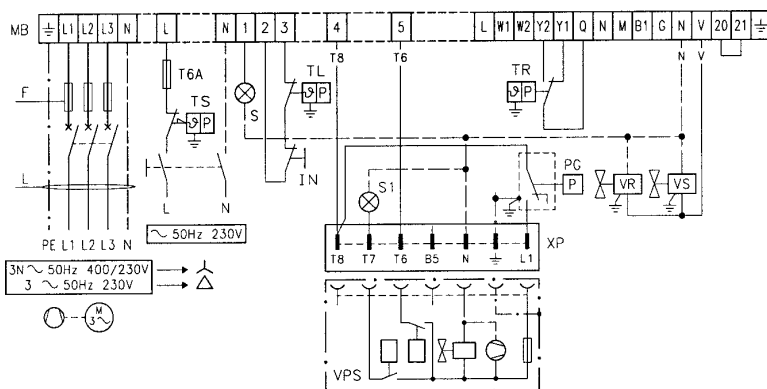 MB L1 L2 L3 N L N 1 2 3 4 5 L W1 W2 Y2 Y1 Q N M B1 G N V 20 21
T8 T6 N V
T6A TL TR
ϑ P
ϑ P
F TS S
ϑ P
IN PG
P
VR VS
L S1
L N
PE L1 L2 L3 N
~ 50Hz 230V
XP
T8 T7 T6 B5 N L1
3N ~ 50Hz 400/230V
3 ~ 50Hz 230V
M
3~
VPS